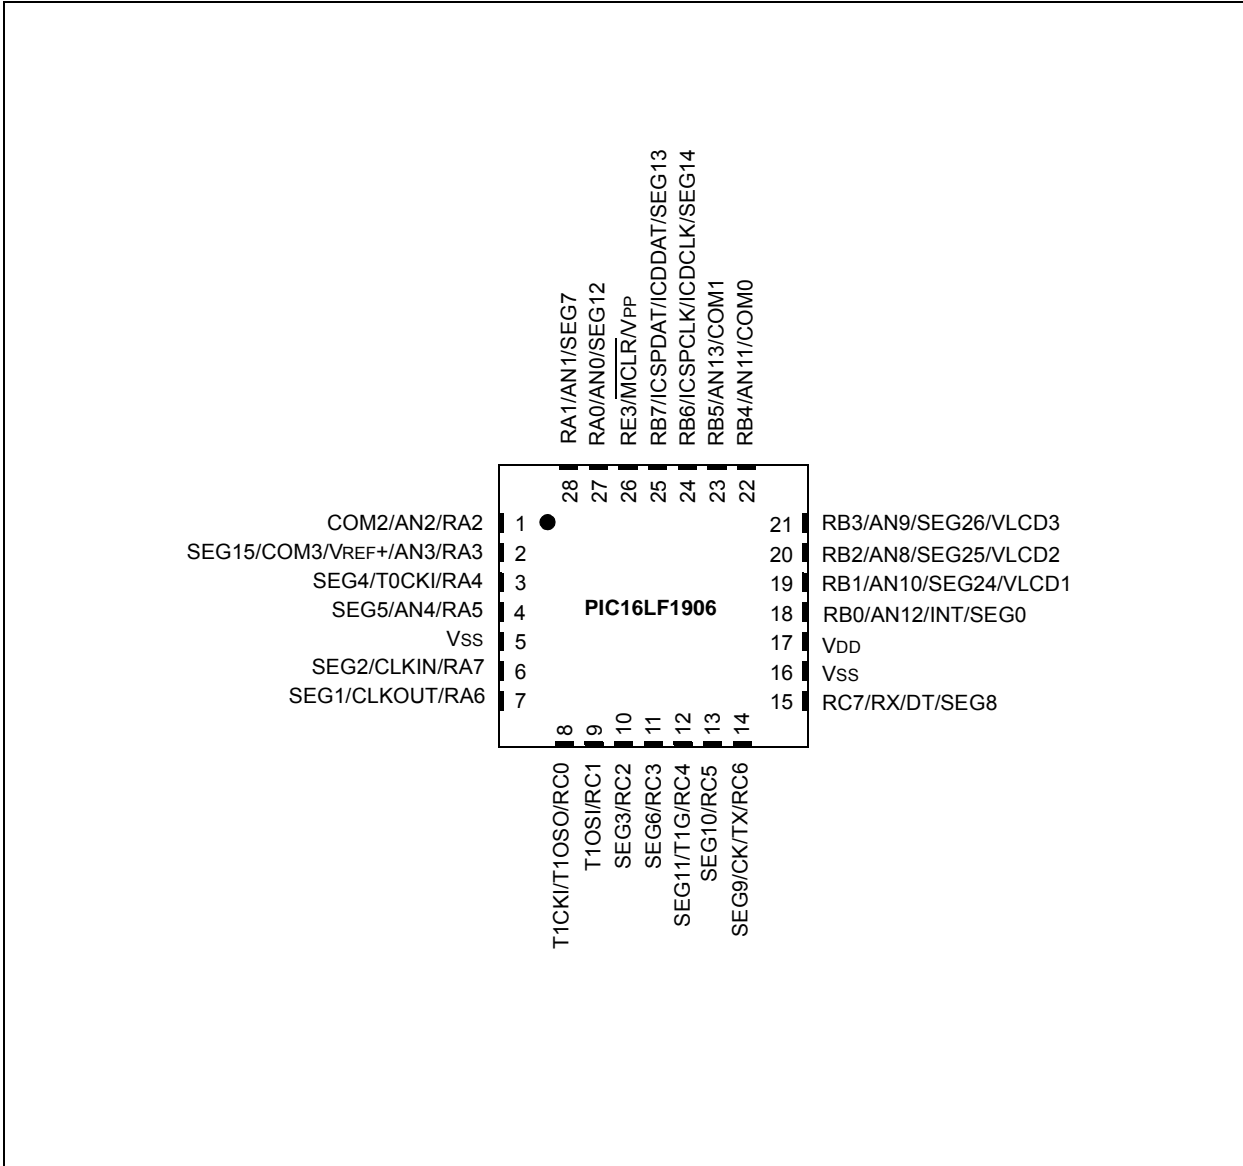 RA1/AN1/SEG7
RA0/AN0/SEG12
RE3/MCLR/VPP
RB7/ICSPDAT/ICDDAT/SEG13
RB6/ICSPCLK/ICDCLK/SEG14
RB5/AN13/COM1
RB4/AN11/COM0
28
27
26
25
24
23
22
COM2/AN2/RA2 1
SEG15/COM3/VREF+/AN3/RA3 2
SEG4/T0CKI/RA4 3
SEG5/AN4/RA5 4
VSS 5
SEG2/CLKIN/RA7 6
SEG1/CLKOUT/RA6 7
PIC16LF1906
21 RB3/AN9/SEG26/VLCD3
20 RB2/AN8/SEG25/VLCD2
19 RB1/AN10/SEG24/VLCD1
18 RB0/AN12/INT/SEG0
17 VDD
16 VSS
15 RC7/RX/DT/SEG8
8
9
10
11
12
13
14
T1CKI/T1OSO/RC0
T1OSI/RC1
SEG3/RC2
SEG6/RC3
SEG11/T1G/RC4
SEG10/RC5
SEG9/CK/TX/RC6